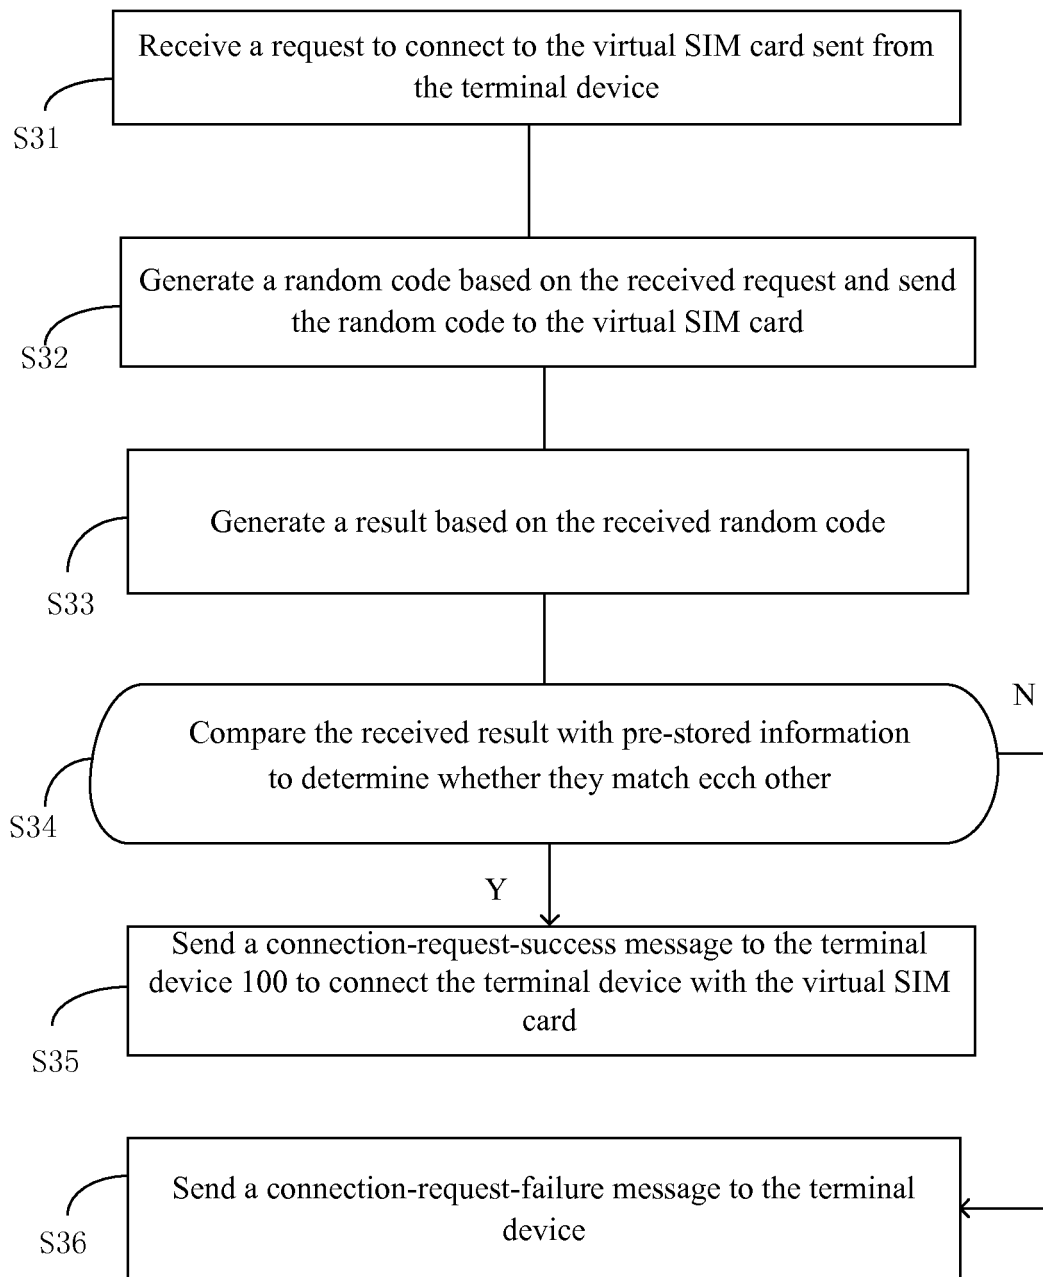 Receive a request to connect to the virtual SIM card sent from
the terminal device
S31
Generate a random code based on the received request and send
the random code to the virtual SIM card
S32
Generate a result based on the received random code
S33
N
Compare the received result with pre-stored information
to determine whether they match ecch other
S34
Y
Send a connection-request-success message to the terminal
device 100 to connect the terminal device with the virtual SIM
card
S35
Send a connection-request-failure message to the terminal
device
S36